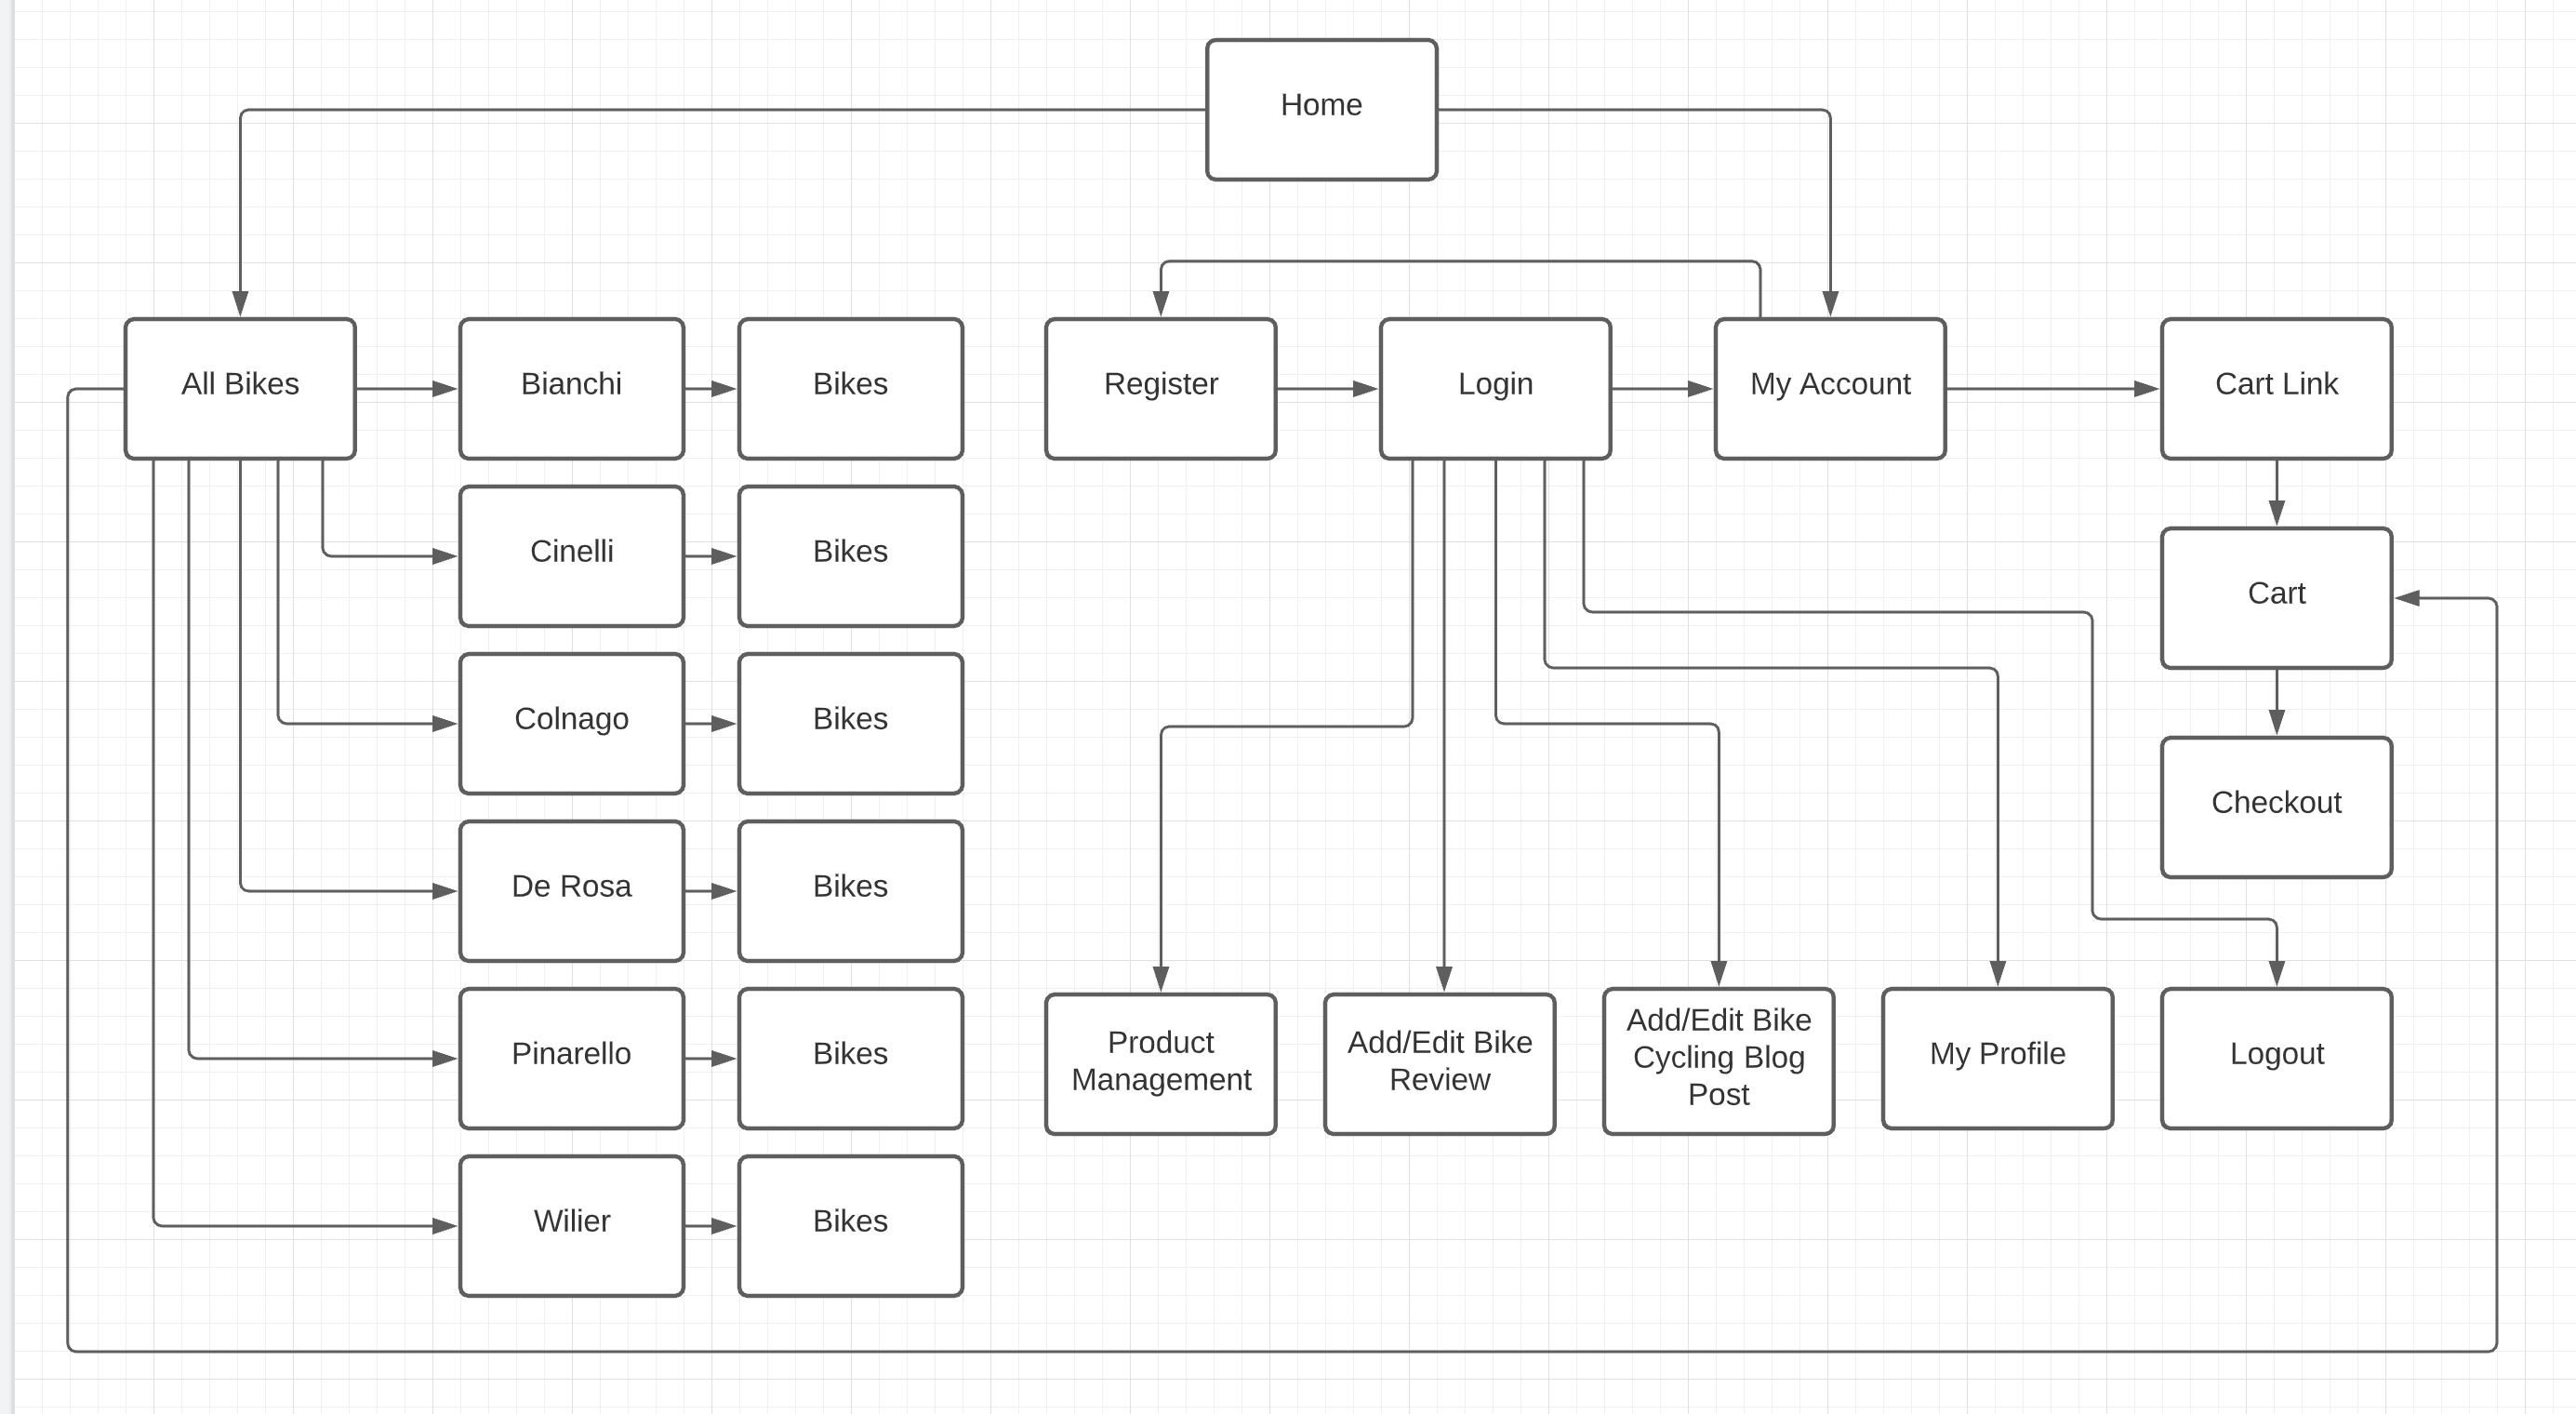 Home
All Bikes
Bianchi
Bikes
Register
Login
My Account
Cart Link
Cinelli
Bikes
Cart
Colnago
Bikes
Checkout
De Rosa
Bikes
Pinarello
Bikes
Product
Management
Add/Edit Bike
Review
Add/Edit Bike
Cycling Blog
Post
My Profile
Logout
Wilier
Bikes